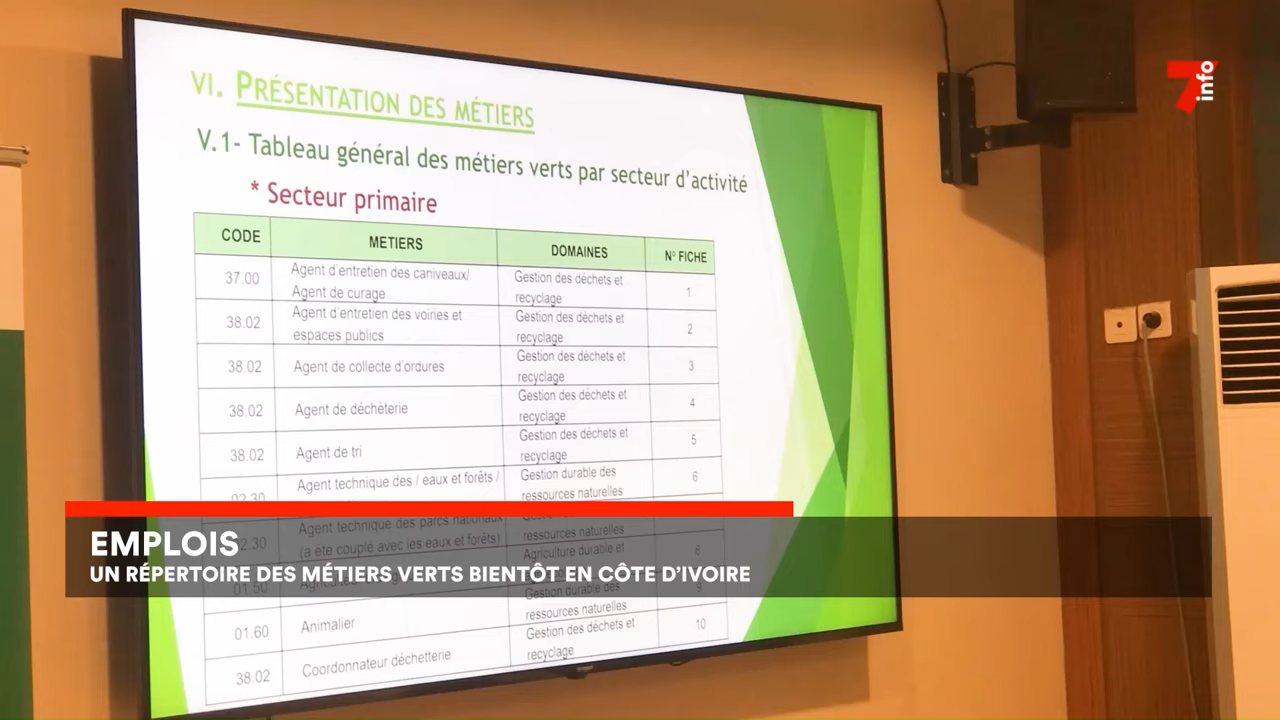 7
info
VI. PRÉSENTATION DES MÉTIERS
V.1- Tableau général des métiers verts par secteur d'activité
* Secteur primaire
CODE METIERS DOMAINES N° FICHE
37.00 Agent d'entretien des caniveaux/ Gestion des déchets et 1
Agent de curage recyclage
38.02 Agent d'entretien des voiries et Gestion des déchets et 2
espaces publics recyclage
38.02 Agent de collecte d'ordures Gestion des déchets et 3
recyclage
38.02 Agent de déchèterie Gestion des déchets et 4
recyclage
38.02 Agent de tri Gestion des déchets et 5
recyclage
02.30 Agent technique des / eaux et forêts / Gestion durable des 6
ressources naturelles
Agent technique des parcs nationaux
02.30 (a ete couplé avec les eaux et forêts) ressources naturelles
Agriculture durable et 8
01.50
Gestion durable des 9
01.60 Animalier ressources naturelles
38.02 Coordonnateur déchetterie Gestion des déchets et 10
recyclage
EMPLOIS
UN RÉPERTOIRE DES MÉTIERS VERTS BIENTÔT EN CÔTE D'IVOIRE